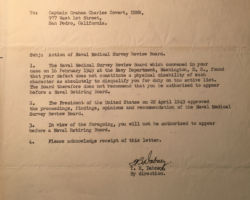 To: Captain Graham Charles Covert, USN,
977 West 1st Street,
San Pedro, California.
Subj: Action of Naval Medical Survey Review Board.
1. The Naval Medical Survey Review Board which convened in your
case on 16 February 1943 at the Navy Department, Washington, D. C., found
that your defect does not constitute a physical disability of such
character as absolutely to disqualify you for duty on the active list.
The Board therefore does not recommend that you be authorized to appear
before a Naval Retiring Board.
2. The President of the United States on 22 April 1943 approved
the proceedings, findings, opinions and recommendation of the Naval Medical
Survey Review Board.
3. In view of the foregoing, you will not be authorized to appear
before a Naval Retiring Board.
4. Please acknowledge receipt of this letter.
By direction.